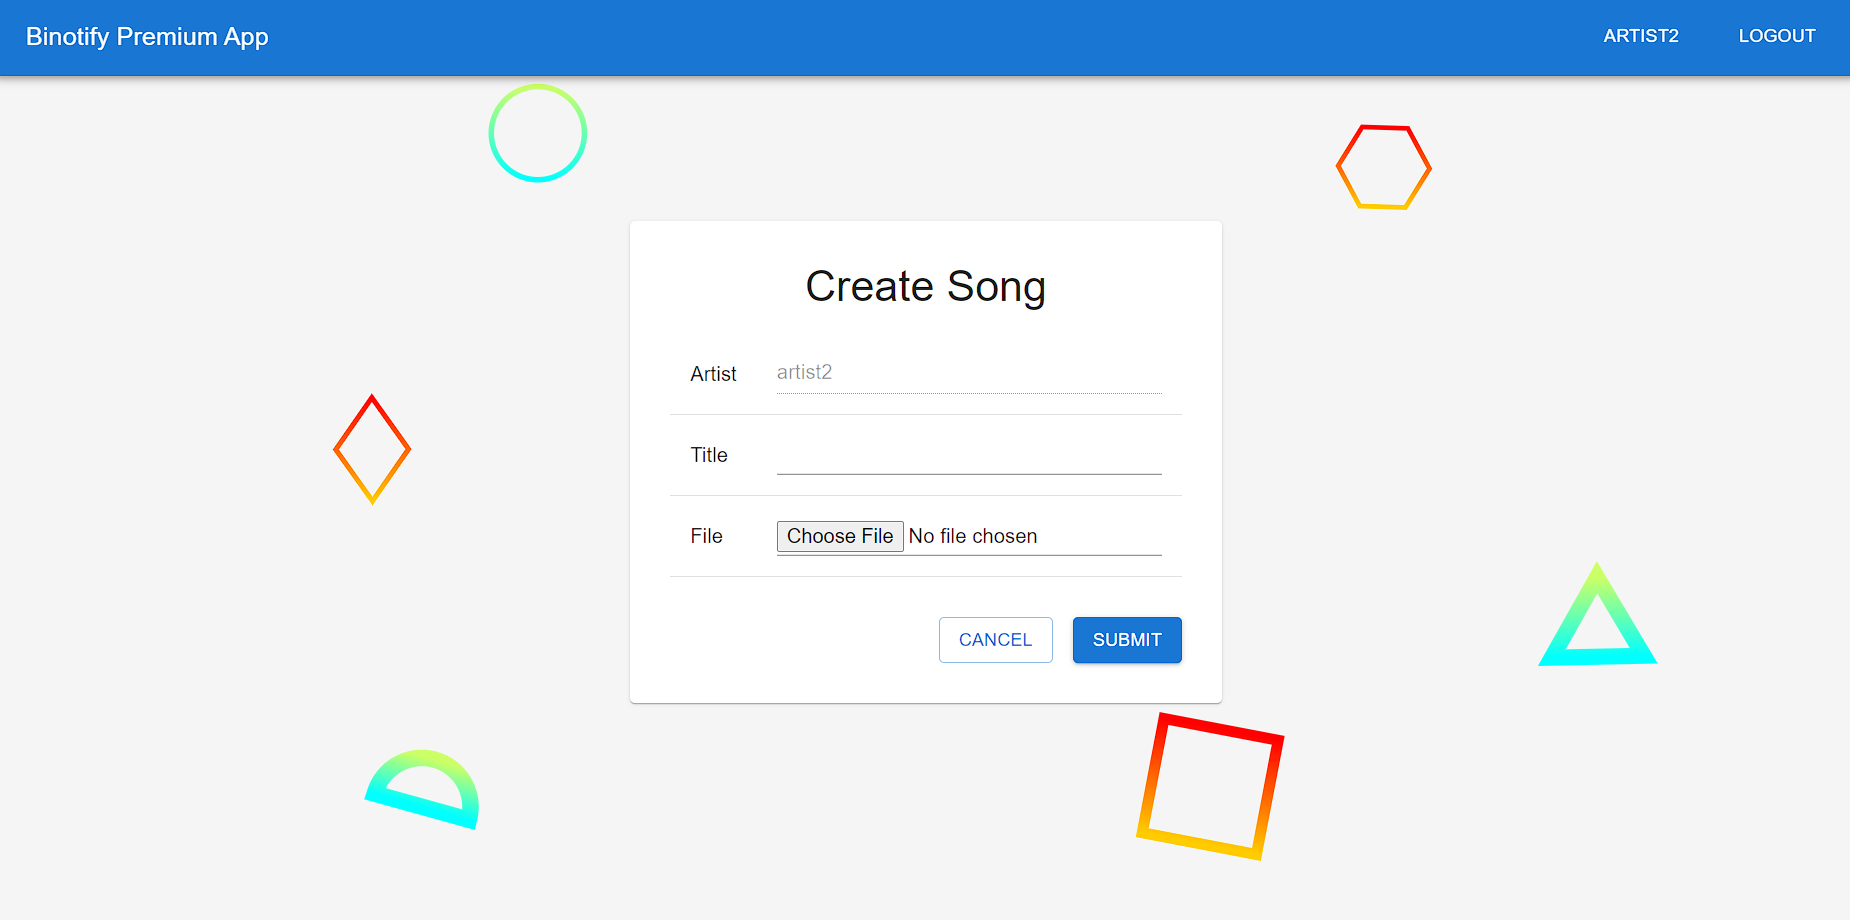 Binotify Premium App ARTIST2 LOGOUT
Create Song
Artist artist2
Title
File Choose File No file chosen
CANCEL SUBMIT